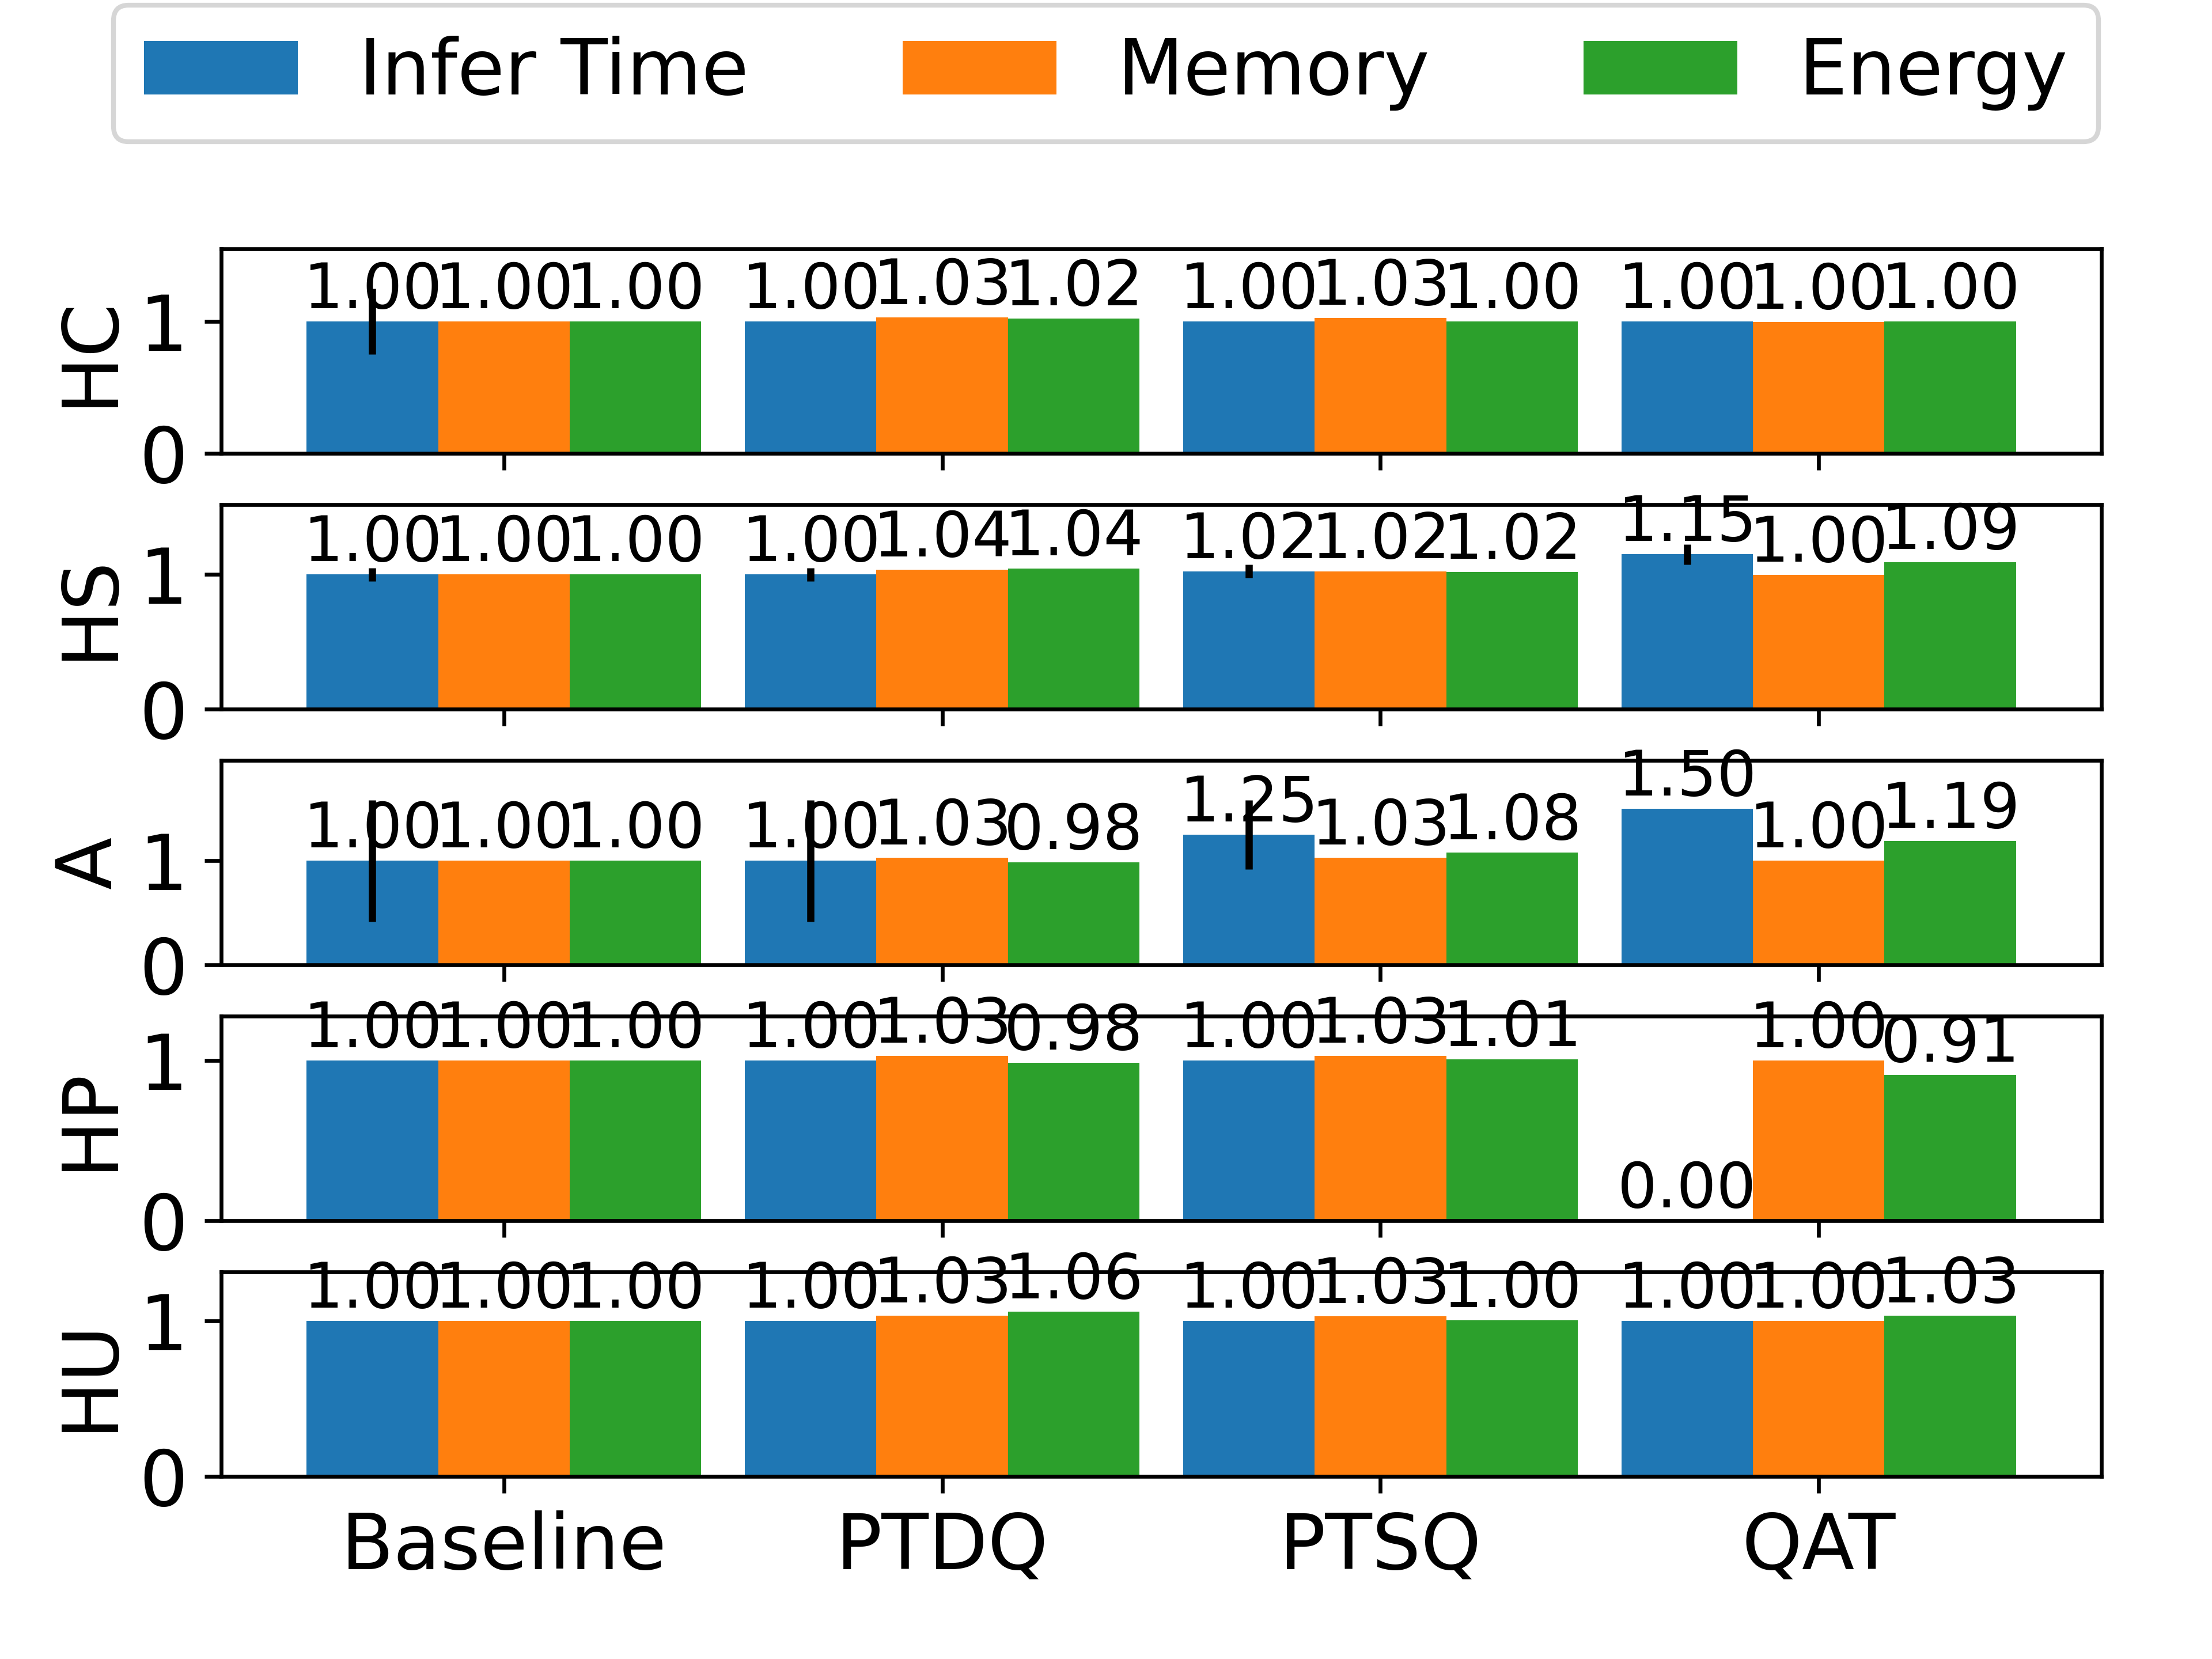 Infer Time Memory Energy
HC 1 1.00 1.00 1.00 1.00 1.03 1.02 1.00 1.03 1.00 1.00 1.00 1.00
0
HS 1 1.00 1.00 1.00 1.00 1.04 1.04 1.02 1.02 1.02 1.15 1.00 1.09
0
A 1 1.00 1.00 1.00 1.00 1.03 0.98 1.25 1.03 1.08 1.50 1.00 1.19
0
HP 1 1.00 1.00 1.00 1.00 1.03 0.98 1.00 1.03 1.01 0.00 1.00 0.91
0
HU 1 1.00 1.00 1.00 1.00 1.03 1.06 1.00 1.03 1.00 1.00 1.00 1.03
0
Baseline PTDQ PTSQ QAT